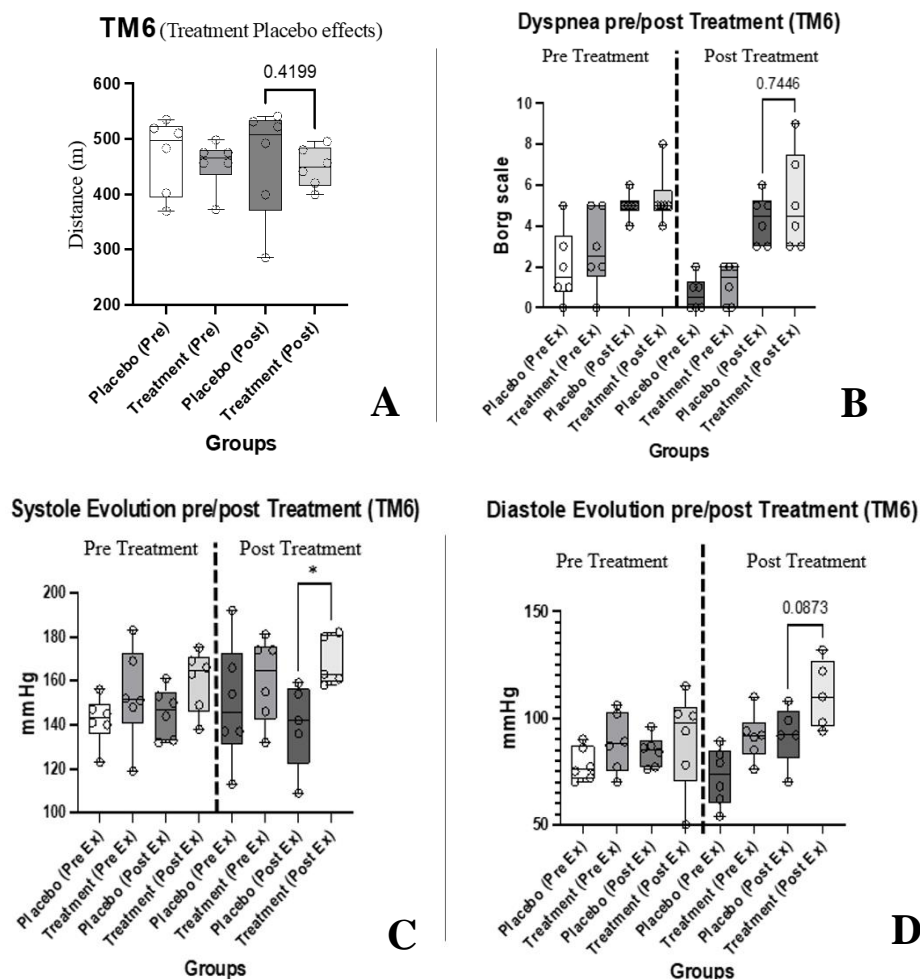 TM6 (Treatment Placebo effects)
0.4199
600
500
400
300
200
Distance (m)
Placebo (Pre)
Treatment (Pre)
Placebo (Post)
Treatment (Post)
Groups
A
Dyspnea pre/post Treatment (TM6)
Pre Treatment
Post Treatment
0.7446
10
8
6
4
2
0
Borg scale
Placebo (Pre Ex)
Treatment (Pre Ex)
Placebo (Post Ex)
Treatment (Post Ex)
Placebo (Pre Ex)
Treatment (Pre Ex)
Placebo (Post Ex)
Treatment (Post Ex)
Groups
B
Systole Evolution pre/post Treatment (TM6)
Pre Treatment
Post Treatment
*
200
180
160
140
120
100
mmHg
Placebo (Pre Ex)
Treatment (Pre Ex)
Placebo (Post Ex)
Treatment (Post Ex)
Placebo (Pre Ex)
Treatment (Pre Ex)
Placebo (Post Ex)
Treatment (Post Ex)
Groups
C
Diastole Evolution pre/post Treatment (TM6)
Pre Treatment
Post Treatment
0.0873
150
100
50
mmHg
Placebo (Pre Ex)
Treatment (Pre Ex)
Placebo (Post Ex)
Treatment (Post Ex)
Placebo (Pre Ex)
Treatment (Pre Ex)
Placebo (Post Ex)
Treatment (Post Ex)
Groups
D